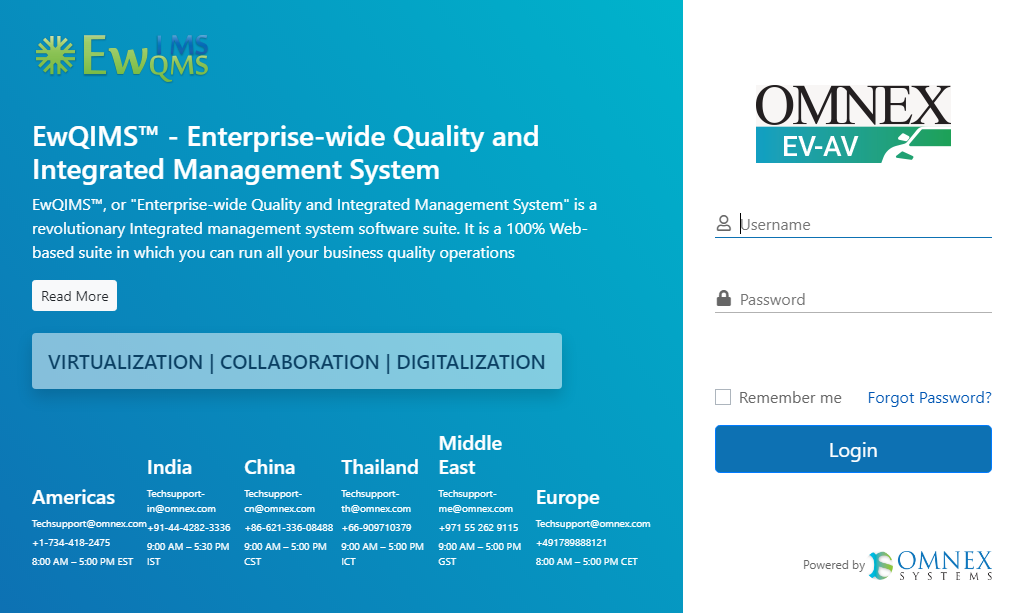 EwQMS
IMS
EwQIMS™ - Enterprise-wide Quality and
Integrated Management System
EwQIMS™, or "Enterprise-wide Quality and Integrated Management System" is a
revolutionary Integrated management system software suite. It is a 100% Web-
based suite in which you can run all your business quality operations
Read More
VIRTUALIZATION | COLLABORATION | DIGITALIZATION
Americas
Techsupport@omnex.com
+1-734-418-2475
8:00 AM – 5:00 PM EST
India
Techsupport-
in@omnex.com
+91-44-4282-3336
9:00 AM – 5:30 PM
IST
China
Techsupport-
cn@omnex.com
+86-621-336-08488
9:00 AM – 5:00 PM
CST
Thailand
Techsupport-
th@omnex.com
+66-909710379
9:00 AM – 5:00 PM
ICT
Middle
East
Techsupport-
me@omnex.com
+971 55 262 9115
9:00 AM – 5:00 PM
GST
Europe
Techsupport@omnex.com
+491789888121
8:00 AM – 5:00 PM CET
OMNEX
EV-AV
Username
Password
Remember me
Forgot Password?
Login
Powered by
OMNEX
SYSTEMS